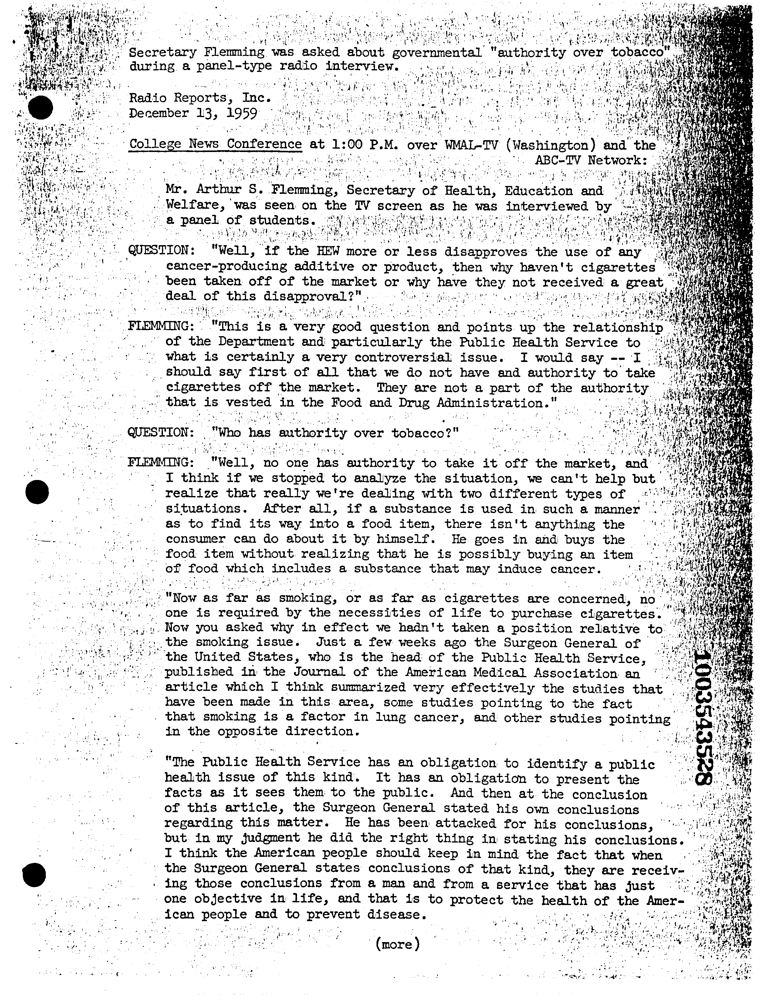 Secretary Flemming was asked about governmental "authority over tobacco"
during a panel-type radio interview.
Radio Reports, Inc.
December 13, 1959
College News Conference at 1:00 P.M. over WMAL-TV (Washington) and the
ABC-TV Network:
Mr. Arthur S. Flemming, Secretary of Health, Education and
Welfare, was seen on the TV screen as he was interviewed by
a panel of students.
QUESTION: "Well, if the HEW more or less disapproves the use of any
cancer-producing additive or product, then why haven't cigarettes
been taken off of the market or why have they not received a great
deal of this disapproval?"
FLEMMING: "This is a very good question and points up the relationship
of the Department and particularly the Public Health Service to
what is certainly a very controversial issue. I would say -- I
should say first of all that we do not have and authority to take
cigarettes off the market. They are not a part of the authority
that is vested in the Food and Drug Administration."
QUESTION: "Who has authority over tobacco?"
FLEMMING: "Well, no one has authority to take it off the market, and
I think if we stopped to analyze the situation, we can't help but
realize that really we're dealing with two different types of
situations. After all, if a substance is used in such a manner
as to find its way into a food item, there isn't anything the
consumer can do about it by himself. He goes in and buys the
food item without realizing that he is possibly buying an item
of food which includes a substance that may induce cancer.
"Now as far as smoking, or as far as cigarettes are concerned, no
one is required by the necessities of life to purchase cigarettes.
Now you asked why in effect we hadn't taken a position relative to
the smoking issue. Just a few weeks ago the Surgeon General of
the United States, who is the head of the Public Health Service,
published in the Journal of the American Medical Association an
article which I think summarized very effectively the studies that
have been made in this area, some studies pointing to the fact
that smoking is a factor in lung cancer, and other studies pointing
in the opposite direction.
"The Public Health Service has an obligation to identify a public
health issue of this kind. It has an obligation to present the
facts as it sees them to the public. And then at the conclusion
of this article, the Surgeon General stated his own conclusions
regarding this matter. He has been attacked for his conclusions,
but in my judgment he did the right thing in stating his conclusions.
I think the American people should keep in mind the fact that when
the Surgeon General states conclusions of that kind, they are receiv-
ing those conclusions from a man and from a service that has just
one objective in life, and that is to protect the health of the Amer-
ican people and to prevent disease.
(more)
1003543528